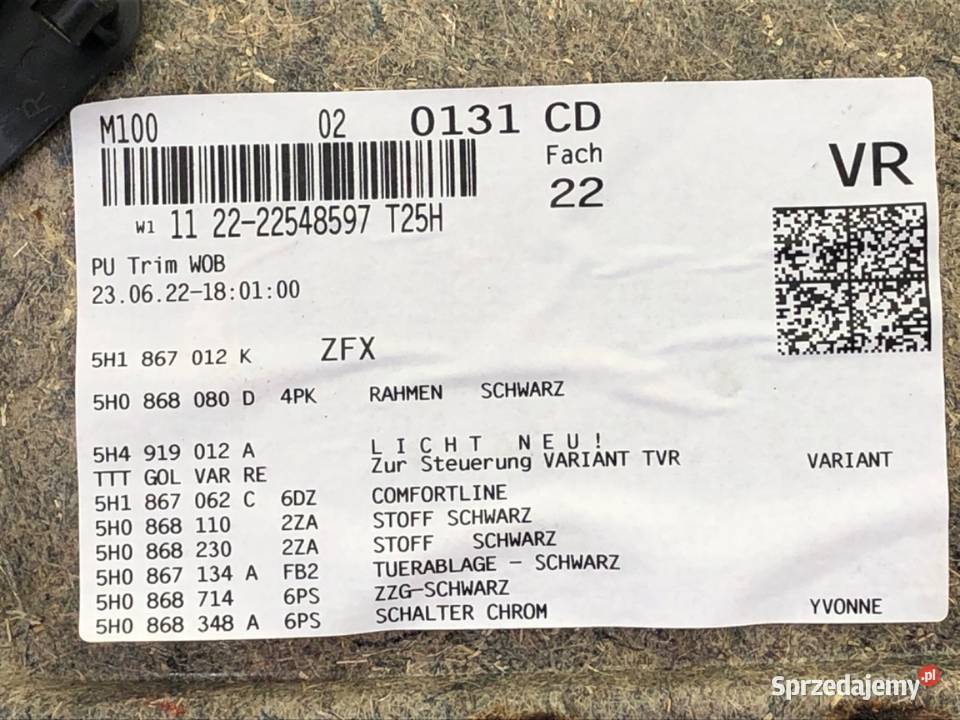 R
M100 02 0131 CD
Fach
22
VR
W1 11 22-22548597 T25H
PU Trim WOB
23.06.22-18:01:00
5H1 867 012 K ZFX
5H0 868 080 D 4PK RAHMEN SCHWARZ
5H4 919 012 A L I C H T N E U !
TTT GOL VAR RE Zur Steuerung VARIANT TVR VARIANT
5H1 867 062 C 6DZ COMFORTLINE
5H0 868 110 2ZA STOFF SCHWARZ
5H0 868 230 2ZA STOFF SCHWARZ
5H0 867 134 A FB2 TUERABLAGE - SCHWARZ
5H0 868 714 6PS ZZG-SCHWARZ
5H0 868 348 A 6PS SCHALTER CHROM YVONNE
Sprzedajemy.pl